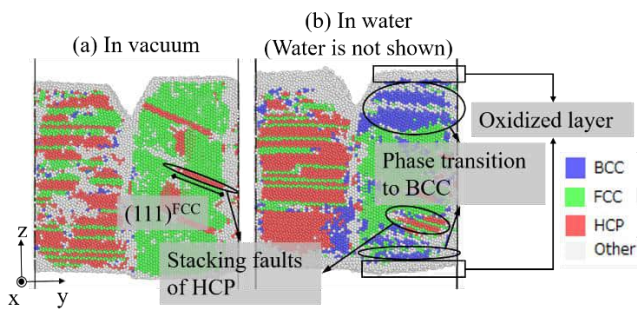 (a) In vacuum
(b) In water
(Water is not shown)
Oxidized layer
Phase transition
to BCC
(111)FCC
Stacking faults
of HCP
BCC
FCC
HCP
Other
z
x
y